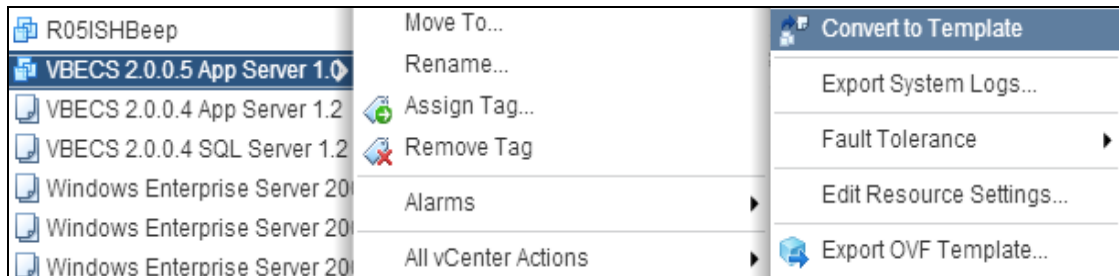 R05ISHBeep
VBECS 2.0.0.5 App Server 1.0
VBECS 2.0.0.4 App Server 1.2
VBECS 2.0.0.4 SQL Server 1.2
Windows Enterprise Server 200
Windows Enterprise Server 200
Windows Enterprise Server 200
Move To...
Rename...
Assign Tag...
Remove Tag
Alarms
All vCenter Actions
Convert to Template
Export System Logs...
Fault Tolerance
Edit Resource Settings...
Export OVF Template...